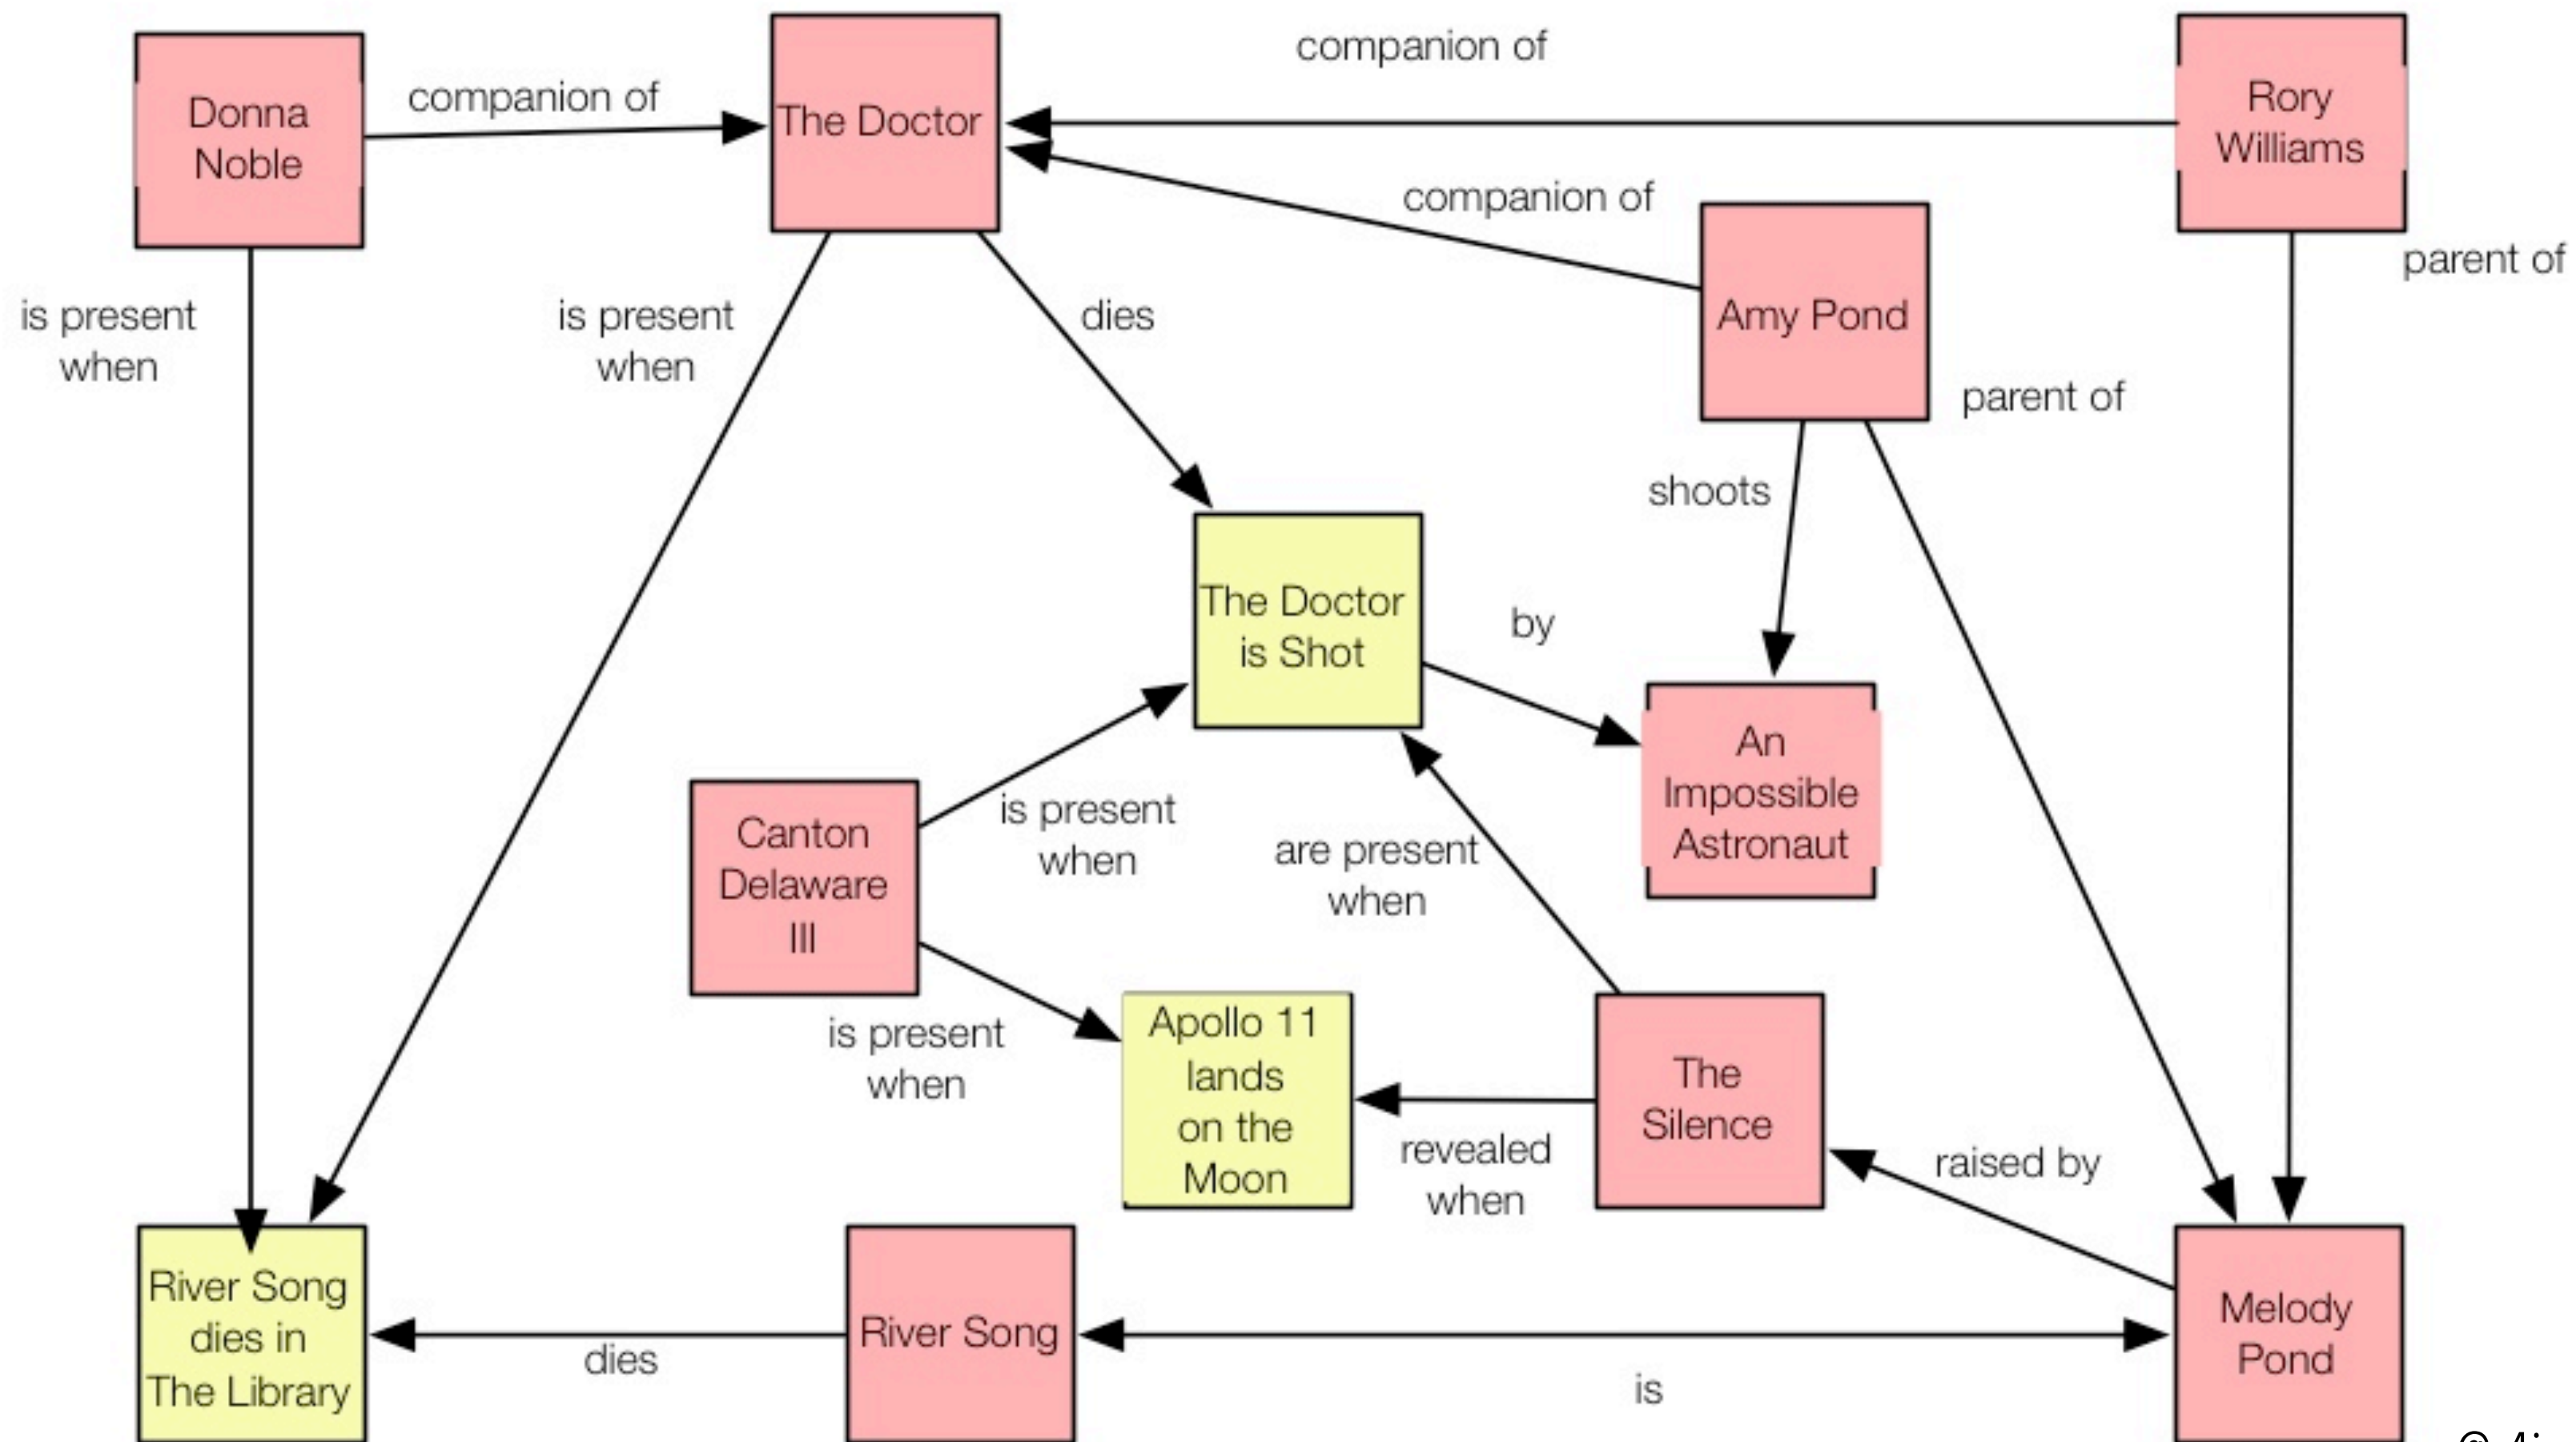 companion of
Donna
Noble
companion of
The Doctor
Rory
Williams
companion of
parent of
is present
when
is present
when
dies
Amy Pond
parent of
shoots
The Doctor
is Shot
by
An
Impossible
Astronaut
Canton
Delaware
III
is present
when
are present
when
is present
when
Apollo 11
lands
on the
Moon
The
Silence
revealed
when
raised by
River Song
dies in
The Library
dies
River Song
is
Melody
Pond